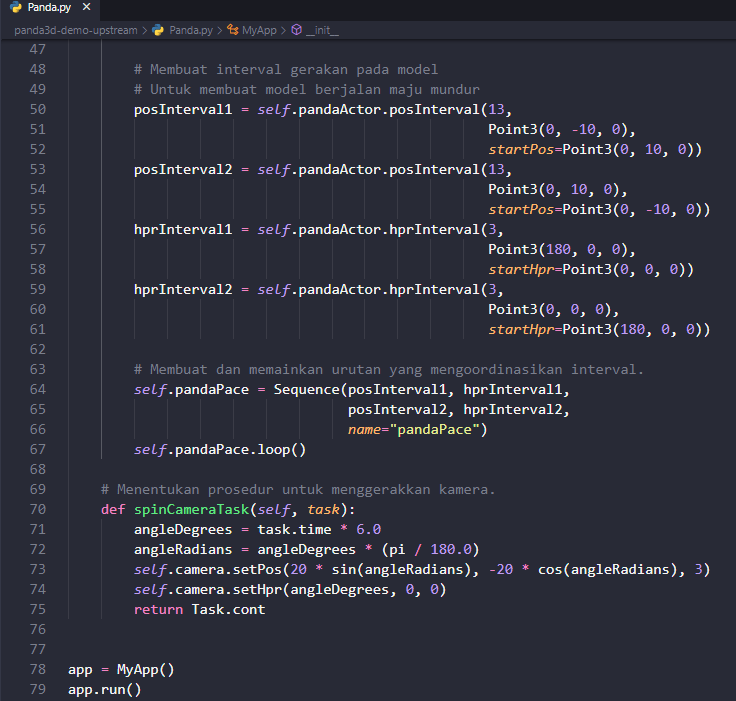 Panda.py ×
panda3d-demo-upstream > Panda.py > MyApp > __init__
47
48 # Membuat interval gerakan pada model
49 # Untuk membuat model berjalan maju mundur
50 posInterval1 = self.pandaActor.posInterval(13,
51 Point3(0, -10, 0),
52 startPos=Point3(0, 10, 0))
53 posInterval2 = self.pandaActor.posInterval(13,
54 Point3(0, 10, 0),
55 startPos=Point3(0, -10, 0))
56 hprInterval1 = self.pandaActor.hprInterval(3,
57 Point3(180, 0, 0),
58 startHpr=Point3(0, 0, 0))
59 hprInterval2 = self.pandaActor.hprInterval(3,
60 Point3(0, 0, 0),
61 startHpr=Point3(180, 0, 0))
62
63 # Membuat dan memainkan urutan yang mengoordinasikan interval.
64 self.pandaPace = Sequence(posInterval1, hprInterval1,
65 posInterval2, hprInterval2,
66 name="pandaPace")
67 self.pandaPace.loop()
68
69 # Menentukan prosedur untuk menggerakkan kamera.
70 def spinCameraTask(self, task):
71 angleDegrees = task.time * 6.0
72 angleRadians = angleDegrees * (pi / 180.0)
73 self.camera.setPos(20 * sin(angleRadians), -20 * cos(angleRadians), 3)
74 self.camera.setHpr(angleDegrees, 0, 0)
75 return Task.cont
76
77
78 app = MyApp()
79 app.run()